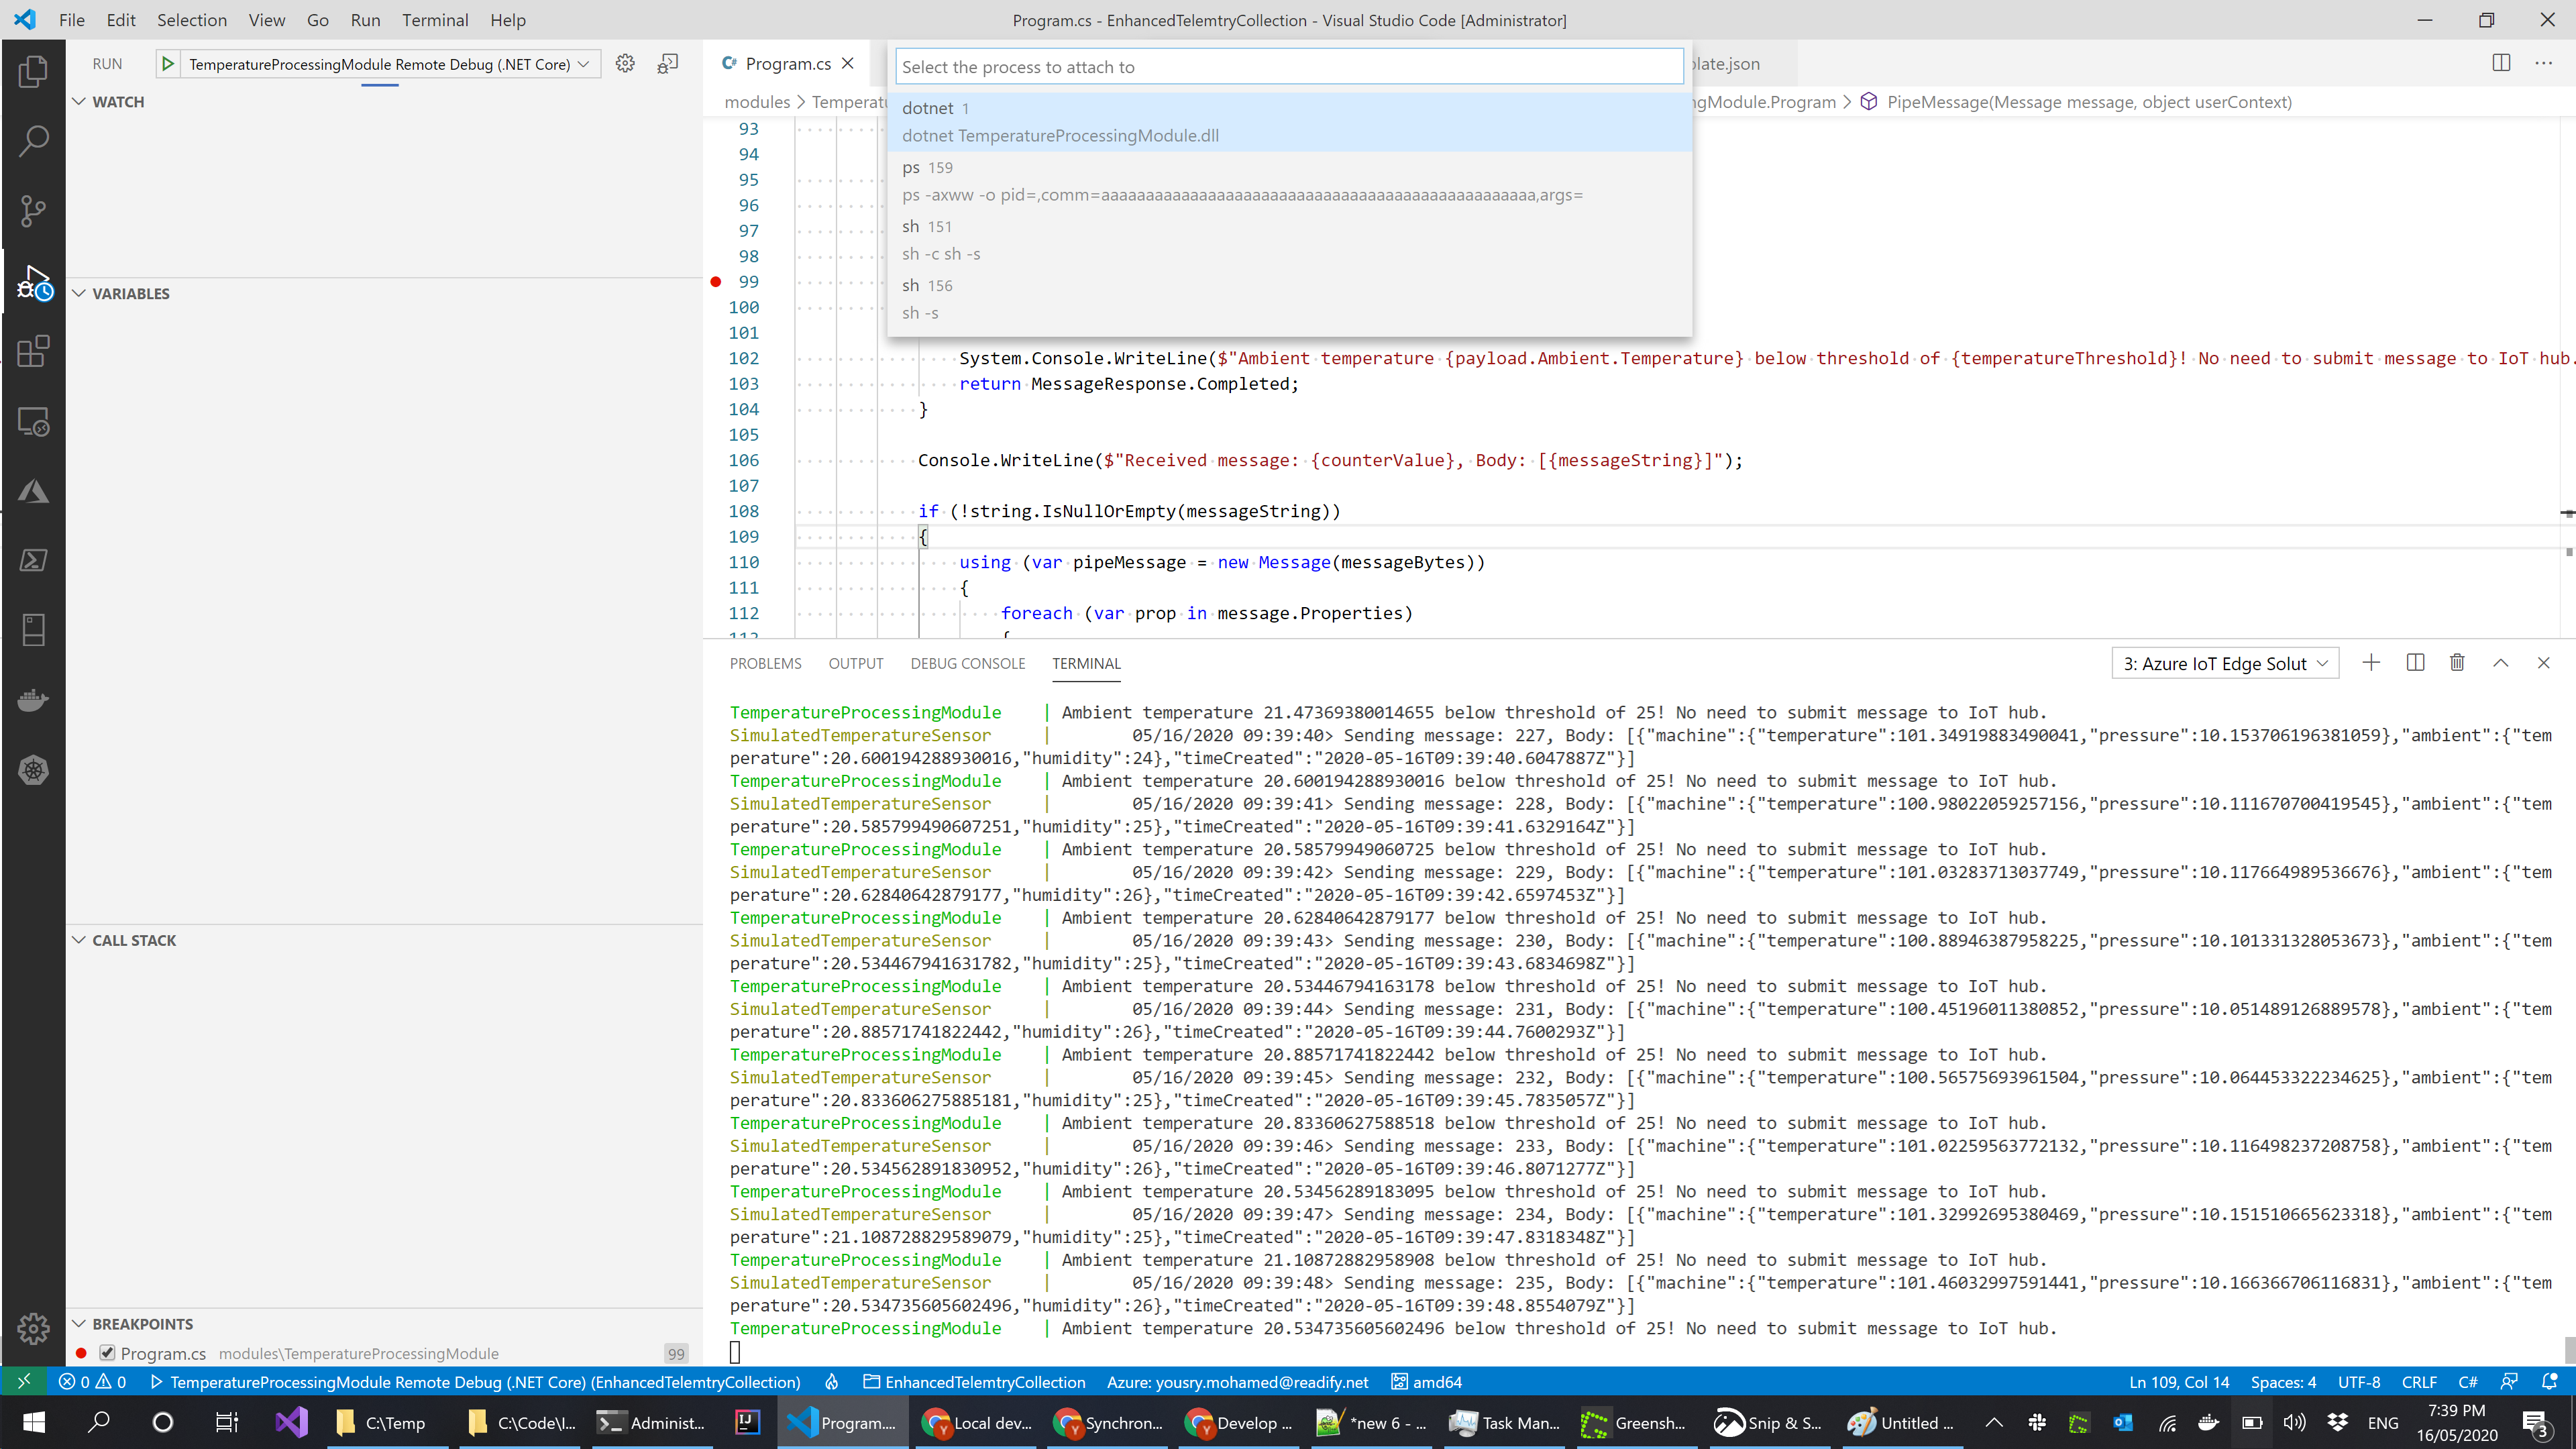 File Edit Selection View Go Run Terminal Help
Program.cs - EnhancedTelemtryCollection - Visual Studio Code [Administrator]
RUN TemperatureProcessingModule Remote Debug (.NET Core)
WATCH
VARIABLES
CALL STACK
BREAKPOINTS
Program.cs modules\TemperatureProcessingModule 99
C# Program.cs plate.json
Select the process to attach to
modules > Temperatu gModule.Program > PipeMessage(Message message, object userContext)
dotnet 1
dotnet TemperatureProcessingModule.dll
ps 159
ps -axww -o pid=,comm=aaaaaaaaaaaaaaaaaaaaaaaaaaaaaaaaaaaaaaaaaaaaaaaaaa,args=
sh 151
sh -c sh -s
sh 156
sh -s
93
94
95
96
97
98
99
100
101
102 System.Console.WriteLine($"Ambient temperature {payload.Ambient.Temperature} below threshold of {temperatureThreshold}! No need to submit message to IoT hub.
103 return MessageResponse.Completed;
104 }
105
106 Console.WriteLine($"Received message: {counterValue}, Body: [{messageString}]");
107
108 if (!string.IsNullOrEmpty(messageString))
109 {
110 using (var pipeMessage = new Message(messageBytes))
111 {
112 foreach (var prop in message.Properties)
113 {
PROBLEMS OUTPUT DEBUG CONSOLE TERMINAL 3: Azure IoT Edge Solut
TemperatureProcessingModule | Ambient temperature 21.47369380014655 below threshold of 25! No need to submit message to IoT hub.
SimulatedTemperatureSensor | 05/16/2020 09:39:40> Sending message: 227, Body: [{"machine":{"temperature":101.34919883490041,"pressure":10.153706196381059},"ambient":{"tem
perature":20.600194288930016,"humidity":24},"timeCreated":"2020-05-16T09:39:40.6047887Z"}]
TemperatureProcessingModule | Ambient temperature 20.600194288930016 below threshold of 25! No need to submit message to IoT hub.
SimulatedTemperatureSensor | 05/16/2020 09:39:41> Sending message: 228, Body: [{"machine":{"temperature":100.98022059257156,"pressure":10.111670700419545},"ambient":{"tem
perature":20.585799490607251,"humidity":25},"timeCreated":"2020-05-16T09:39:41.6329164Z"}]
TemperatureProcessingModule | Ambient temperature 20.58579949060725 below threshold of 25! No need to submit message to IoT hub.
SimulatedTemperatureSensor | 05/16/2020 09:39:42> Sending message: 229, Body: [{"machine":{"temperature":101.03283713037749,"pressure":10.117664989536676},"ambient":{"tem
perature":20.62840642879177,"humidity":26},"timeCreated":"2020-05-16T09:39:42.6597453Z"}]
TemperatureProcessingModule | Ambient temperature 20.62840642879177 below threshold of 25! No need to submit message to IoT hub.
SimulatedTemperatureSensor | 05/16/2020 09:39:43> Sending message: 230, Body: [{"machine":{"temperature":100.88946387958225,"pressure":10.101331328053673},"ambient":{"tem
perature":20.534467941631782,"humidity":25},"timeCreated":"2020-05-16T09:39:43.6834698Z"}]
TemperatureProcessingModule | Ambient temperature 20.53446794163178 below threshold of 25! No need to submit message to IoT hub.
SimulatedTemperatureSensor | 05/16/2020 09:39:44> Sending message: 231, Body: [{"machine":{"temperature":100.45196011380852,"pressure":10.051489126889578},"ambient":{"tem
perature":20.88571741822442,"humidity":26},"timeCreated":"2020-05-16T09:39:44.7600293Z"}]
TemperatureProcessingModule | Ambient temperature 20.88571741822442 below threshold of 25! No need to submit message to IoT hub.
SimulatedTemperatureSensor | 05/16/2020 09:39:45> Sending message: 232, Body: [{"machine":{"temperature":100.56575693961504,"pressure":10.064453322234625},"ambient":{"tem
perature":20.833606275885181,"humidity":25},"timeCreated":"2020-05-16T09:39:45.7835057Z"}]
TemperatureProcessingModule | Ambient temperature 20.83360627588518 below threshold of 25! No need to submit message to IoT hub.
SimulatedTemperatureSensor | 05/16/2020 09:39:46> Sending message: 233, Body: [{"machine":{"temperature":101.02259563772132,"pressure":10.116498237208758},"ambient":{"tem
perature":20.534562891830952,"humidity":26},"timeCreated":"2020-05-16T09:39:46.8071277Z"}]
TemperatureProcessingModule | Ambient temperature 20.53456289183095 below threshold of 25! No need to submit message to IoT hub.
SimulatedTemperatureSensor | 05/16/2020 09:39:47> Sending message: 234, Body: [{"machine":{"temperature":101.32992695380469,"pressure":10.151510665623318},"ambient":{"tem
perature":21.108728829589079,"humidity":25},"timeCreated":"2020-05-16T09:39:47.8318348Z"}]
TemperatureProcessingModule | Ambient temperature 21.10872882958908 below threshold of 25! No need to submit message to IoT hub.
SimulatedTemperatureSensor | 05/16/2020 09:39:48> Sending message: 235, Body: [{"machine":{"temperature":101.46032997591441,"pressure":10.166366706116831},"ambient":{"tem
perature":20.534735605602496,"humidity":26},"timeCreated":"2020-05-16T09:39:48.8554079Z"}]
TemperatureProcessingModule | Ambient temperature 20.534735605602496 below threshold of 25! No need to submit message to IoT hub.
0 0 TemperatureProcessingModule Remote Debug (.NET Core) (EnhancedTelemtryCollection) EnhancedTelemtryCollection Azure: yousry.mohamed@readify.net amd64 Ln 109, Col 14 Spaces: 4 UTF-8 CRLF C#
C:\Temp C:\Code\I... Administ... Program.... Local dev... Synchron... Develop ... *new 6 - ... Task Man... Greensh... Snip & S... Untitled ... ENG 7:39 PM
16/05/2020 3